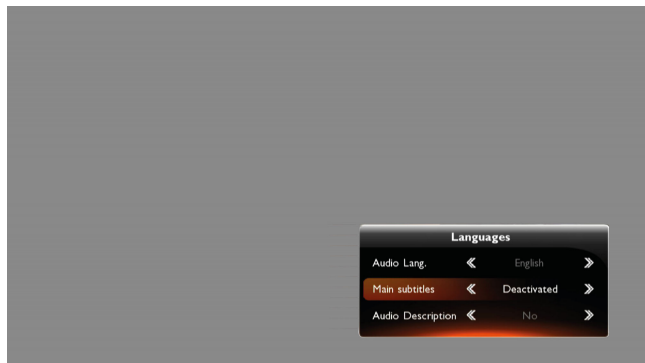 Languages
Audio Lang. « English »
Main subtitles « Deactivated »
Audio Description « No »